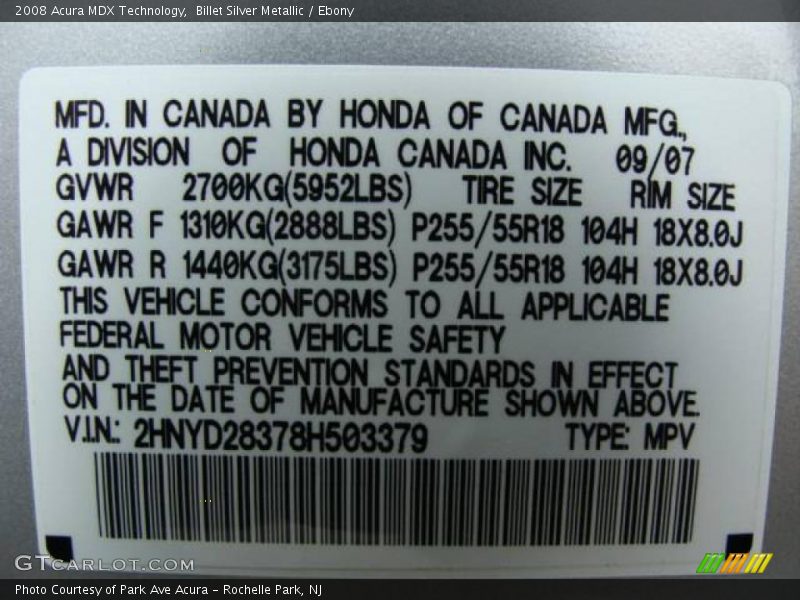 2008 Acura MDX Technology, Billet Silver Metallic / Ebony
MFD. IN CANADA BY HONDA OF CANADA MFG.,
A DIVISION OF HONDA CANADA INC. 09/07
GVWR 2700KG(5952LBS) TIRE SIZE RIM SIZE
GAWR F 1310KG(2888LBS) P255/55R18 104H 18X8.0J
GAWR R 1440KG(3175LBS) P255/55R18 104H 18X8.0J
THIS VEHICLE CONFORMS TO ALL APPLICABLE
FEDERAL MOTOR VEHICLE SAFETY
AND THEFT PREVENTION STANDARDS IN EFFECT
ON THE DATE OF MANUFACTURE SHOWN ABOVE.
V.I.N.: 2HNYD28378H503379 TYPE: MPV
GTCARLOT.COM
Photo Courtesy of Park Ave Acura - Rochelle Park, NJ